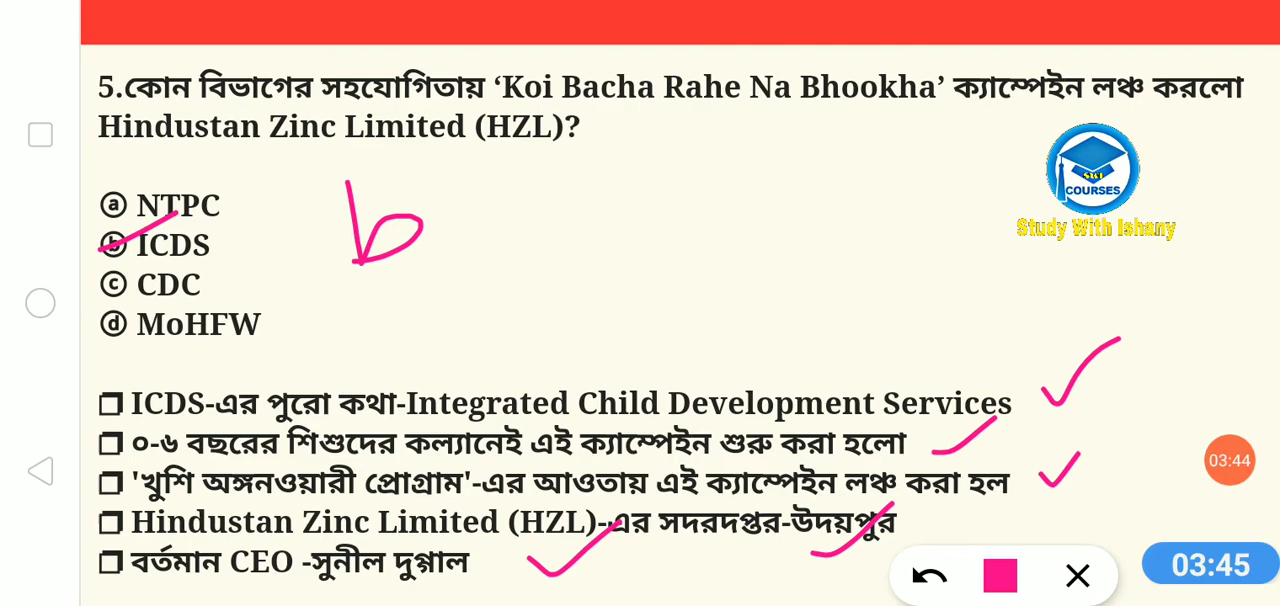 5.কোন বিভাগের সহযোগিতায় ‘Koi Bacha Rahe Na Bhookha’ ক্যাম্পেইন লঞ্চ করলো
Hindustan Zinc Limited (HZL)?
ⓐ NTPC
ⓑ ICDS
ⓒ CDC
ⓓ MoHFW
b
SWI
COURSES
Study With Ishany
❒ ICDS-এর পুরো কথা-Integrated Child Development Services
❒ ০-৬ বছরের শিশুদের কল্যানেই এই ক্যাম্পেইন শুরু করা হলো
❒ 'খুশি অঙ্গনওয়ারী প্রোগ্রাম'-এর আওতায় এই ক্যাম্পেইন লঞ্চ করা হল
❒ Hindustan Zinc Limited (HZL)-এর সদরদপ্তর-উদয়পুর
❒ বর্তমান CEO -সুনীল দুগ্গাল
03:44
03:45